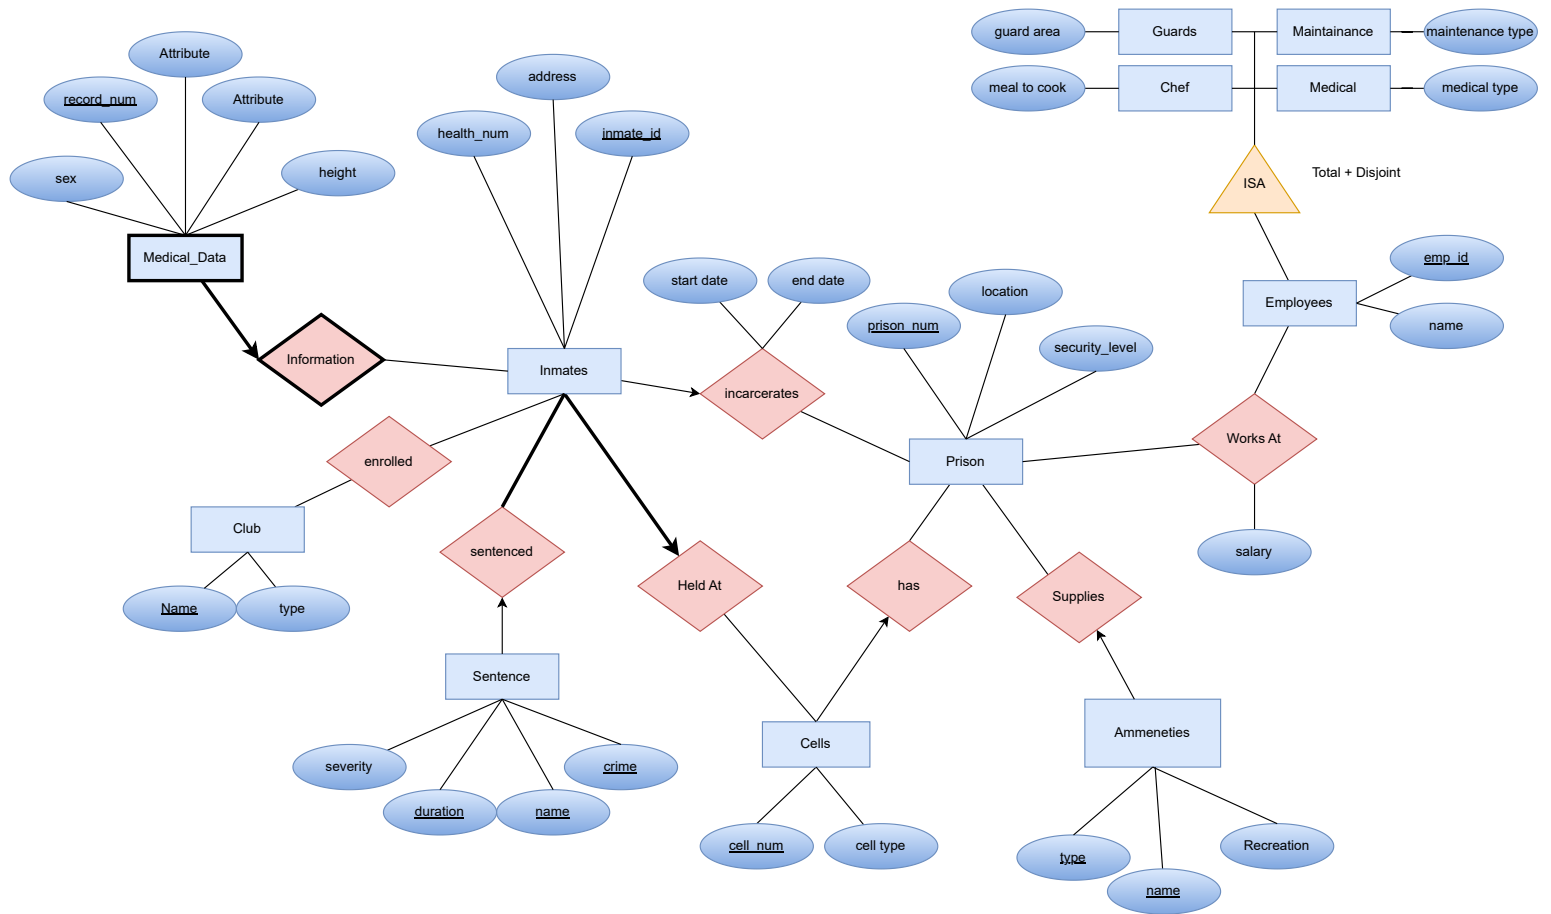 guard area
Guards
Maintainance
maintenance type
Attribute
address
meal to cook
Chef
Medical
medical type
record_num
Attribute
health_num
inmate_id
sex
height
ISA
Total + Disjoint
Medical_Data
emp_id
start date
end date
location
Employees
prison_num
name
security_level
Information
Inmates
incarcerates
enrolled
Prison
Works At
Club
sentenced
salary
Held At
has
Supplies
Name
type
Sentence
Ammeneties
Cells
severity
crime
duration
name
cell_num
cell type
Recreation
type
name